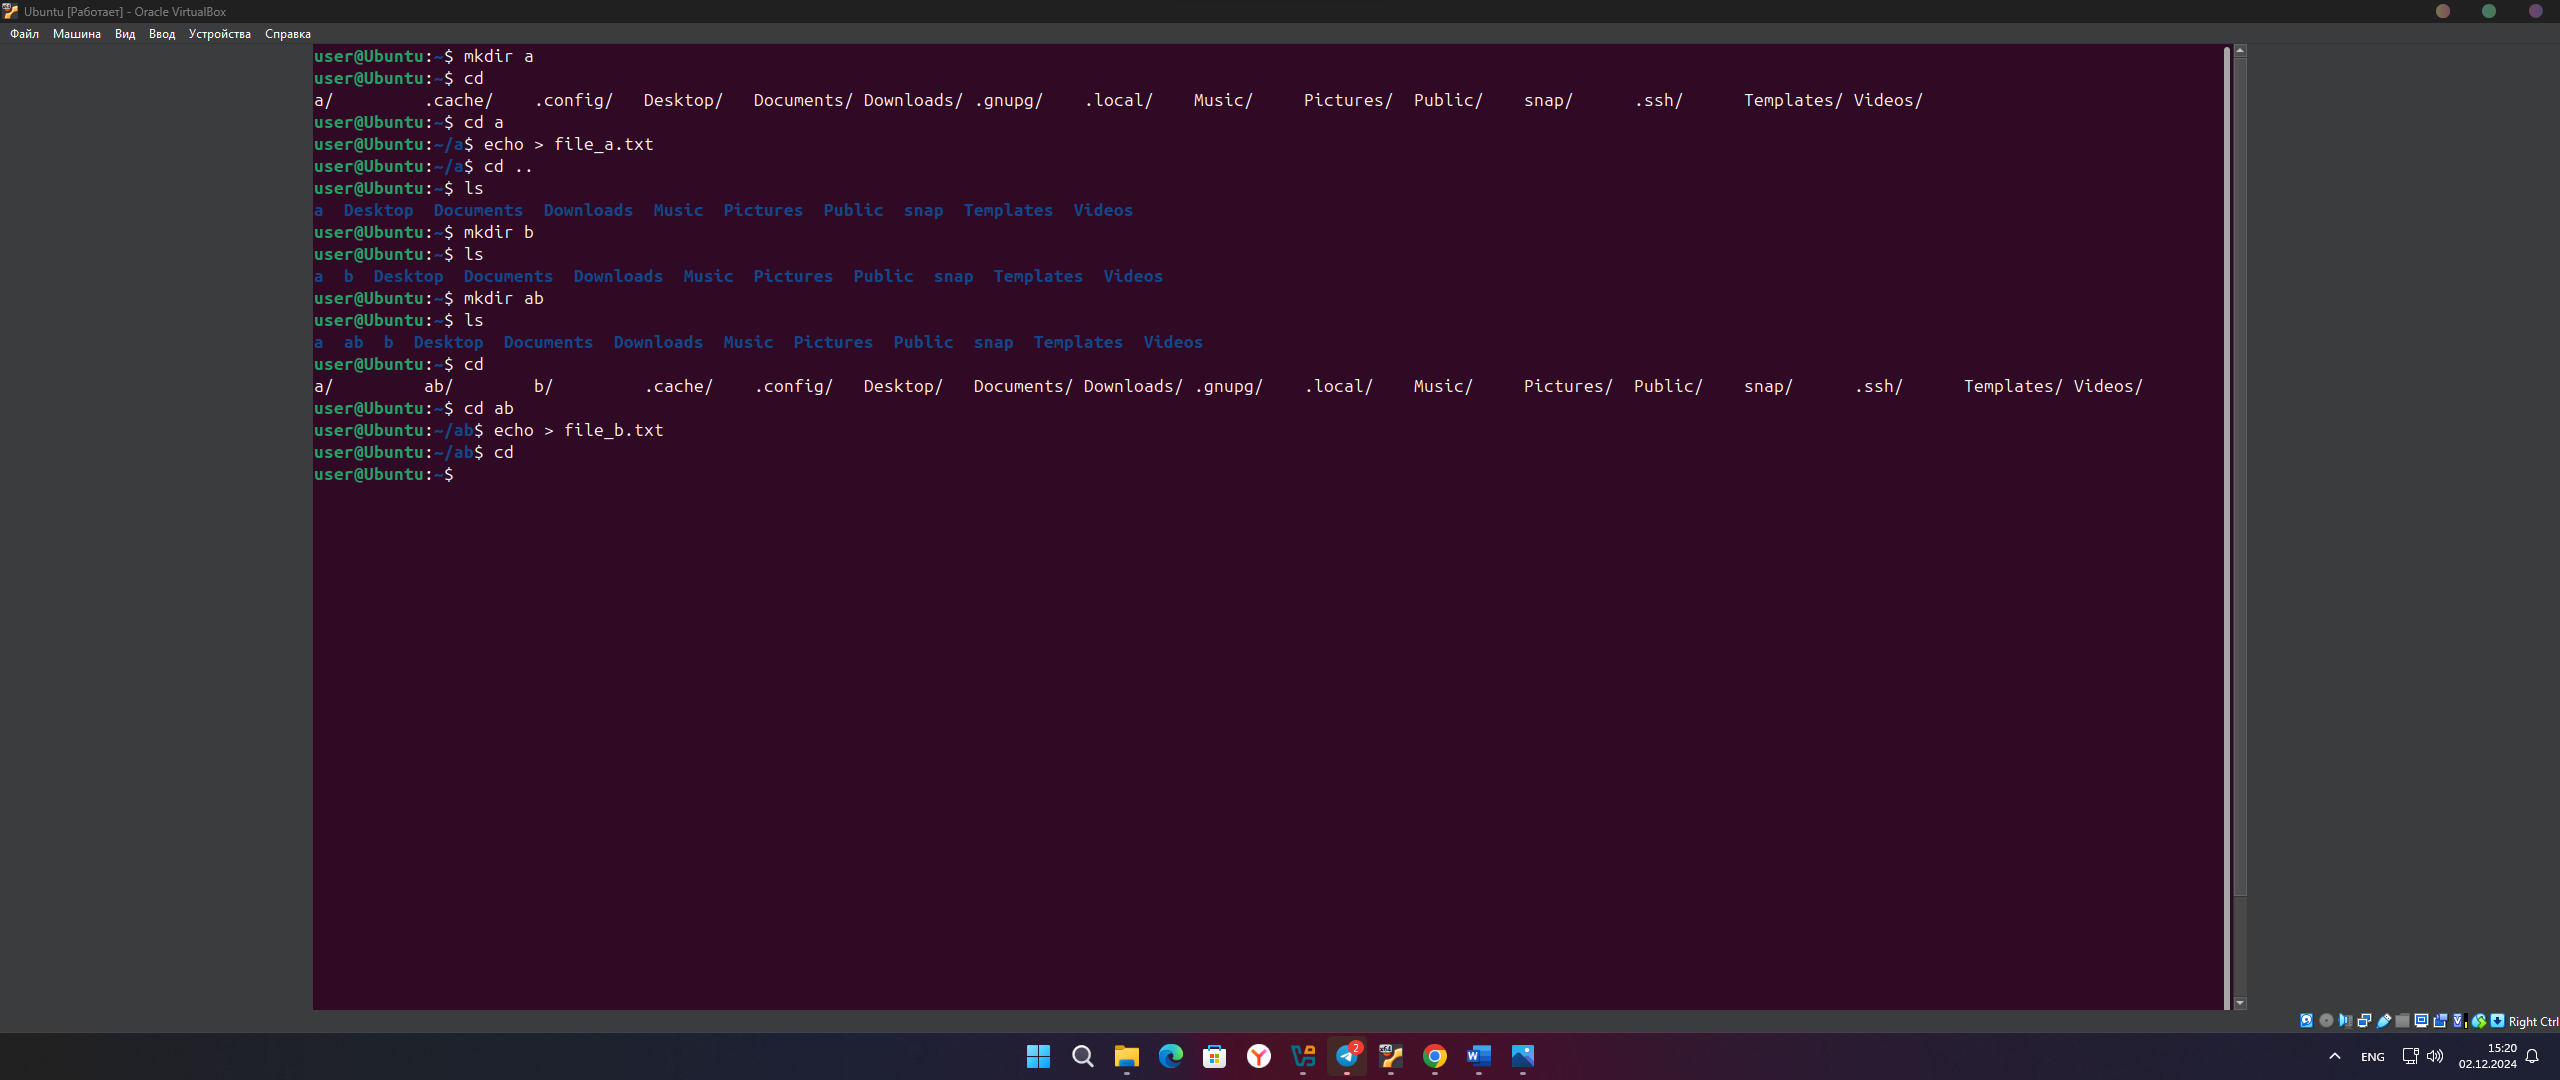 Ubuntu [Работает] - Oracle VirtualBox
Файл Машина Вид Ввод Устройства Справка
user@Ubuntu:~$ mkdir a
user@Ubuntu:~$ cd
a/ .cache/ .config/ Desktop/ Documents/ Downloads/ .gnupg/ .local/ Music/ Pictures/ Public/ snap/ .ssh/ Templates/ Videos/
user@Ubuntu:~$ cd a
user@Ubuntu:~/a$ echo > file_a.txt
user@Ubuntu:~/a$ cd ..
user@Ubuntu:~$ ls
a Desktop Documents Downloads Music Pictures Public snap Templates Videos
user@Ubuntu:~$ mkdir b
user@Ubuntu:~$ ls
a b Desktop Documents Downloads Music Pictures Public snap Templates Videos
user@Ubuntu:~$ mkdir ab
user@Ubuntu:~$ ls
a ab b Desktop Documents Downloads Music Pictures Public snap Templates Videos
user@Ubuntu:~$ cd
a/ ab/ b/ .cache/ .config/ Desktop/ Documents/ Downloads/ .gnupg/ .local/ Music/ Pictures/ Public/ snap/ .ssh/ Templates/ Videos/
user@Ubuntu:~$ cd ab
user@Ubuntu:~/ab$ echo > file_b.txt
user@Ubuntu:~/ab$ cd
user@Ubuntu:~$
Right Ctrl
2
ENG
15:20
02.12.2024